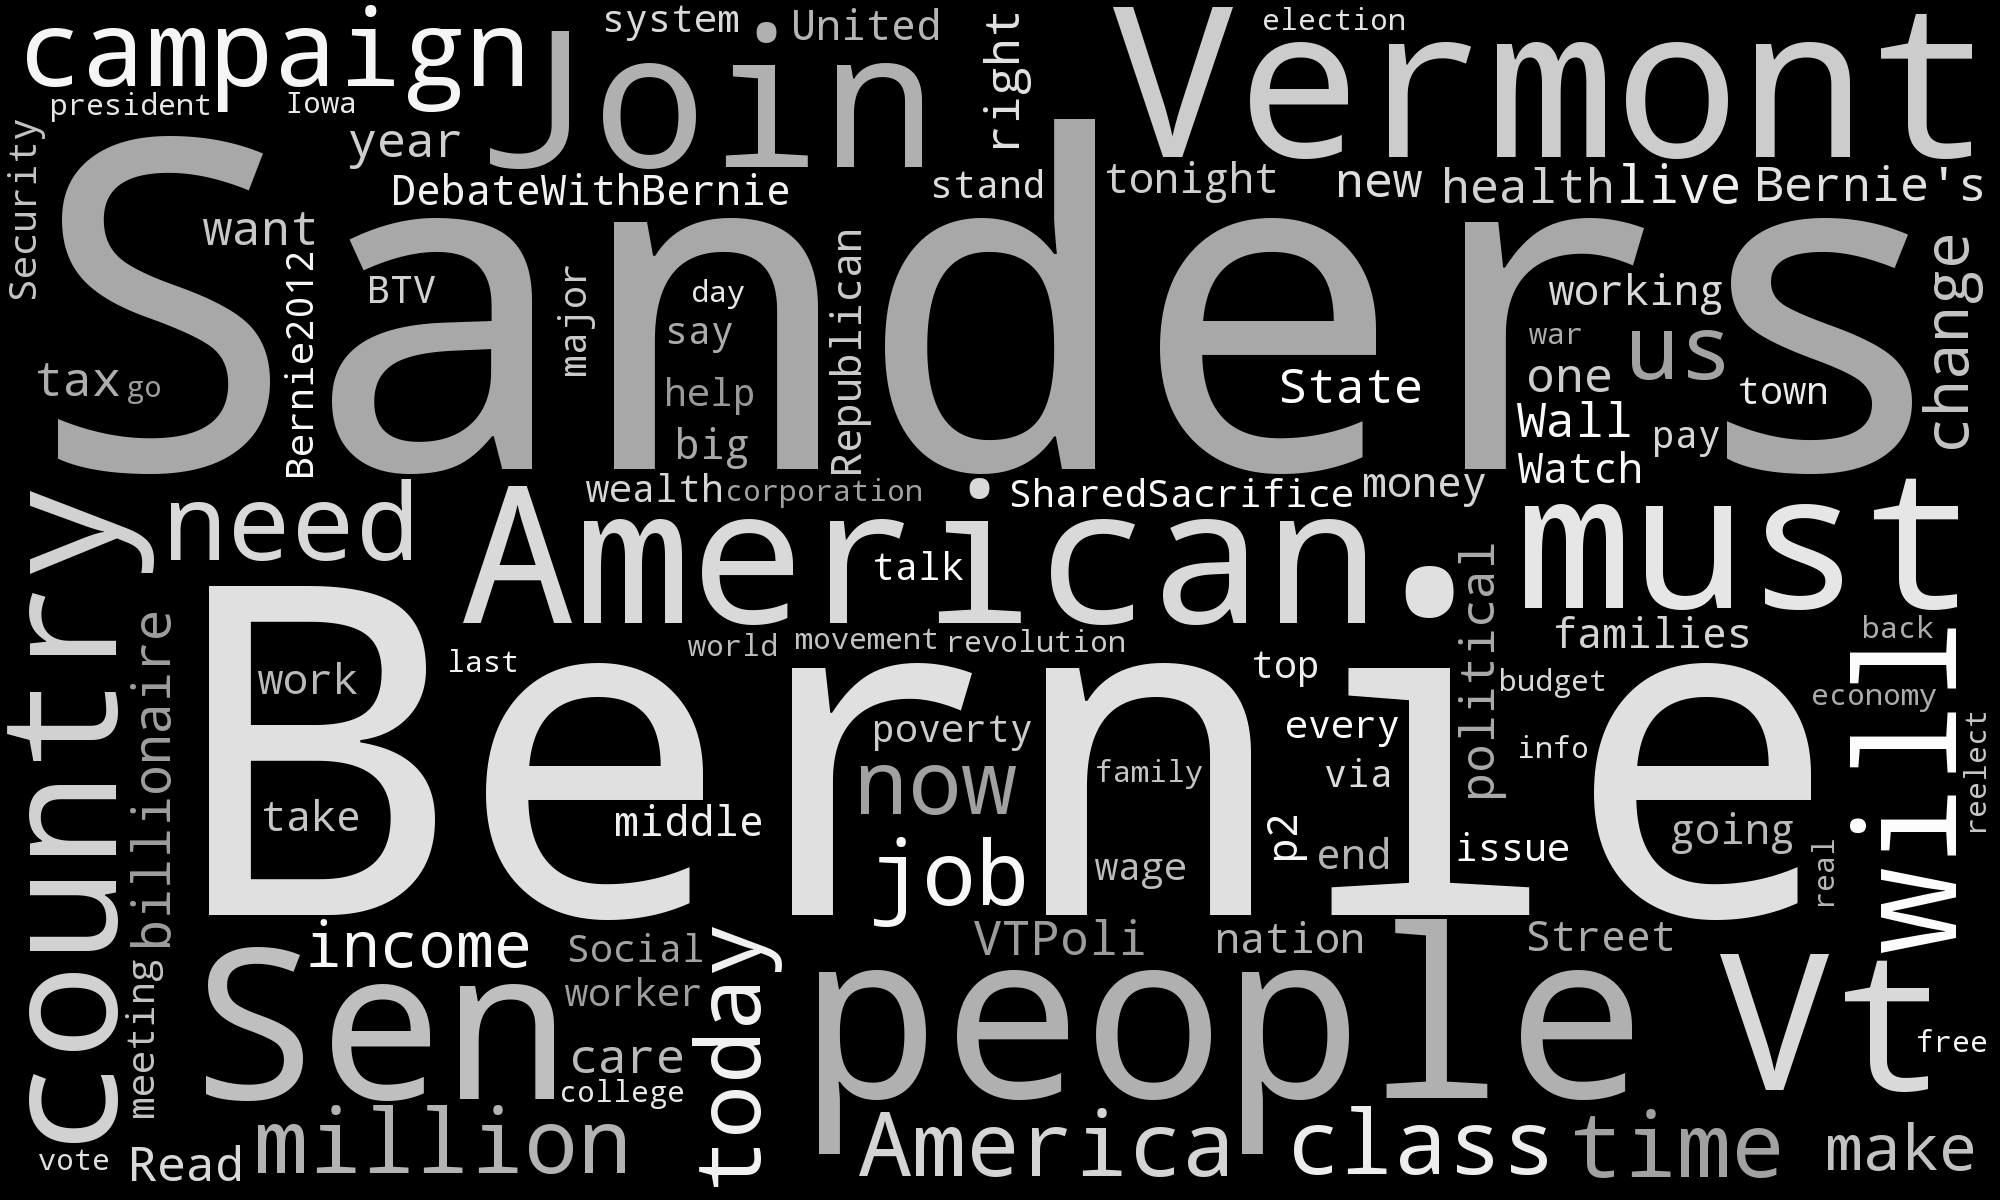 system
United
election
campaign
Join
right
Vermont
president
Iowa
year
Security
DebateWithBernie
stand
tonight
new
health
live
Bernie's
Sanders
want
Bernie2012
BTV
major
day
say
Republican
working
war
us
change
tax
go
help
big
State
one
town
Wall
pay
Watch
country
need
wealth
corporation
SharedSacrifice
money
American
must
talk
political
billionaire
Bernie
last
world
movement
revolution
top
families
back
will
work
budget
economy
poverty
every
info
reelect
now
family
via
take
middle
p2
going
job
wage
end
issue
real
income
Social
today
VTPoli
nation
Street
meeting
Sen
worker
people
Vt
care
free
college
million
America
class
time
make
vote
Read